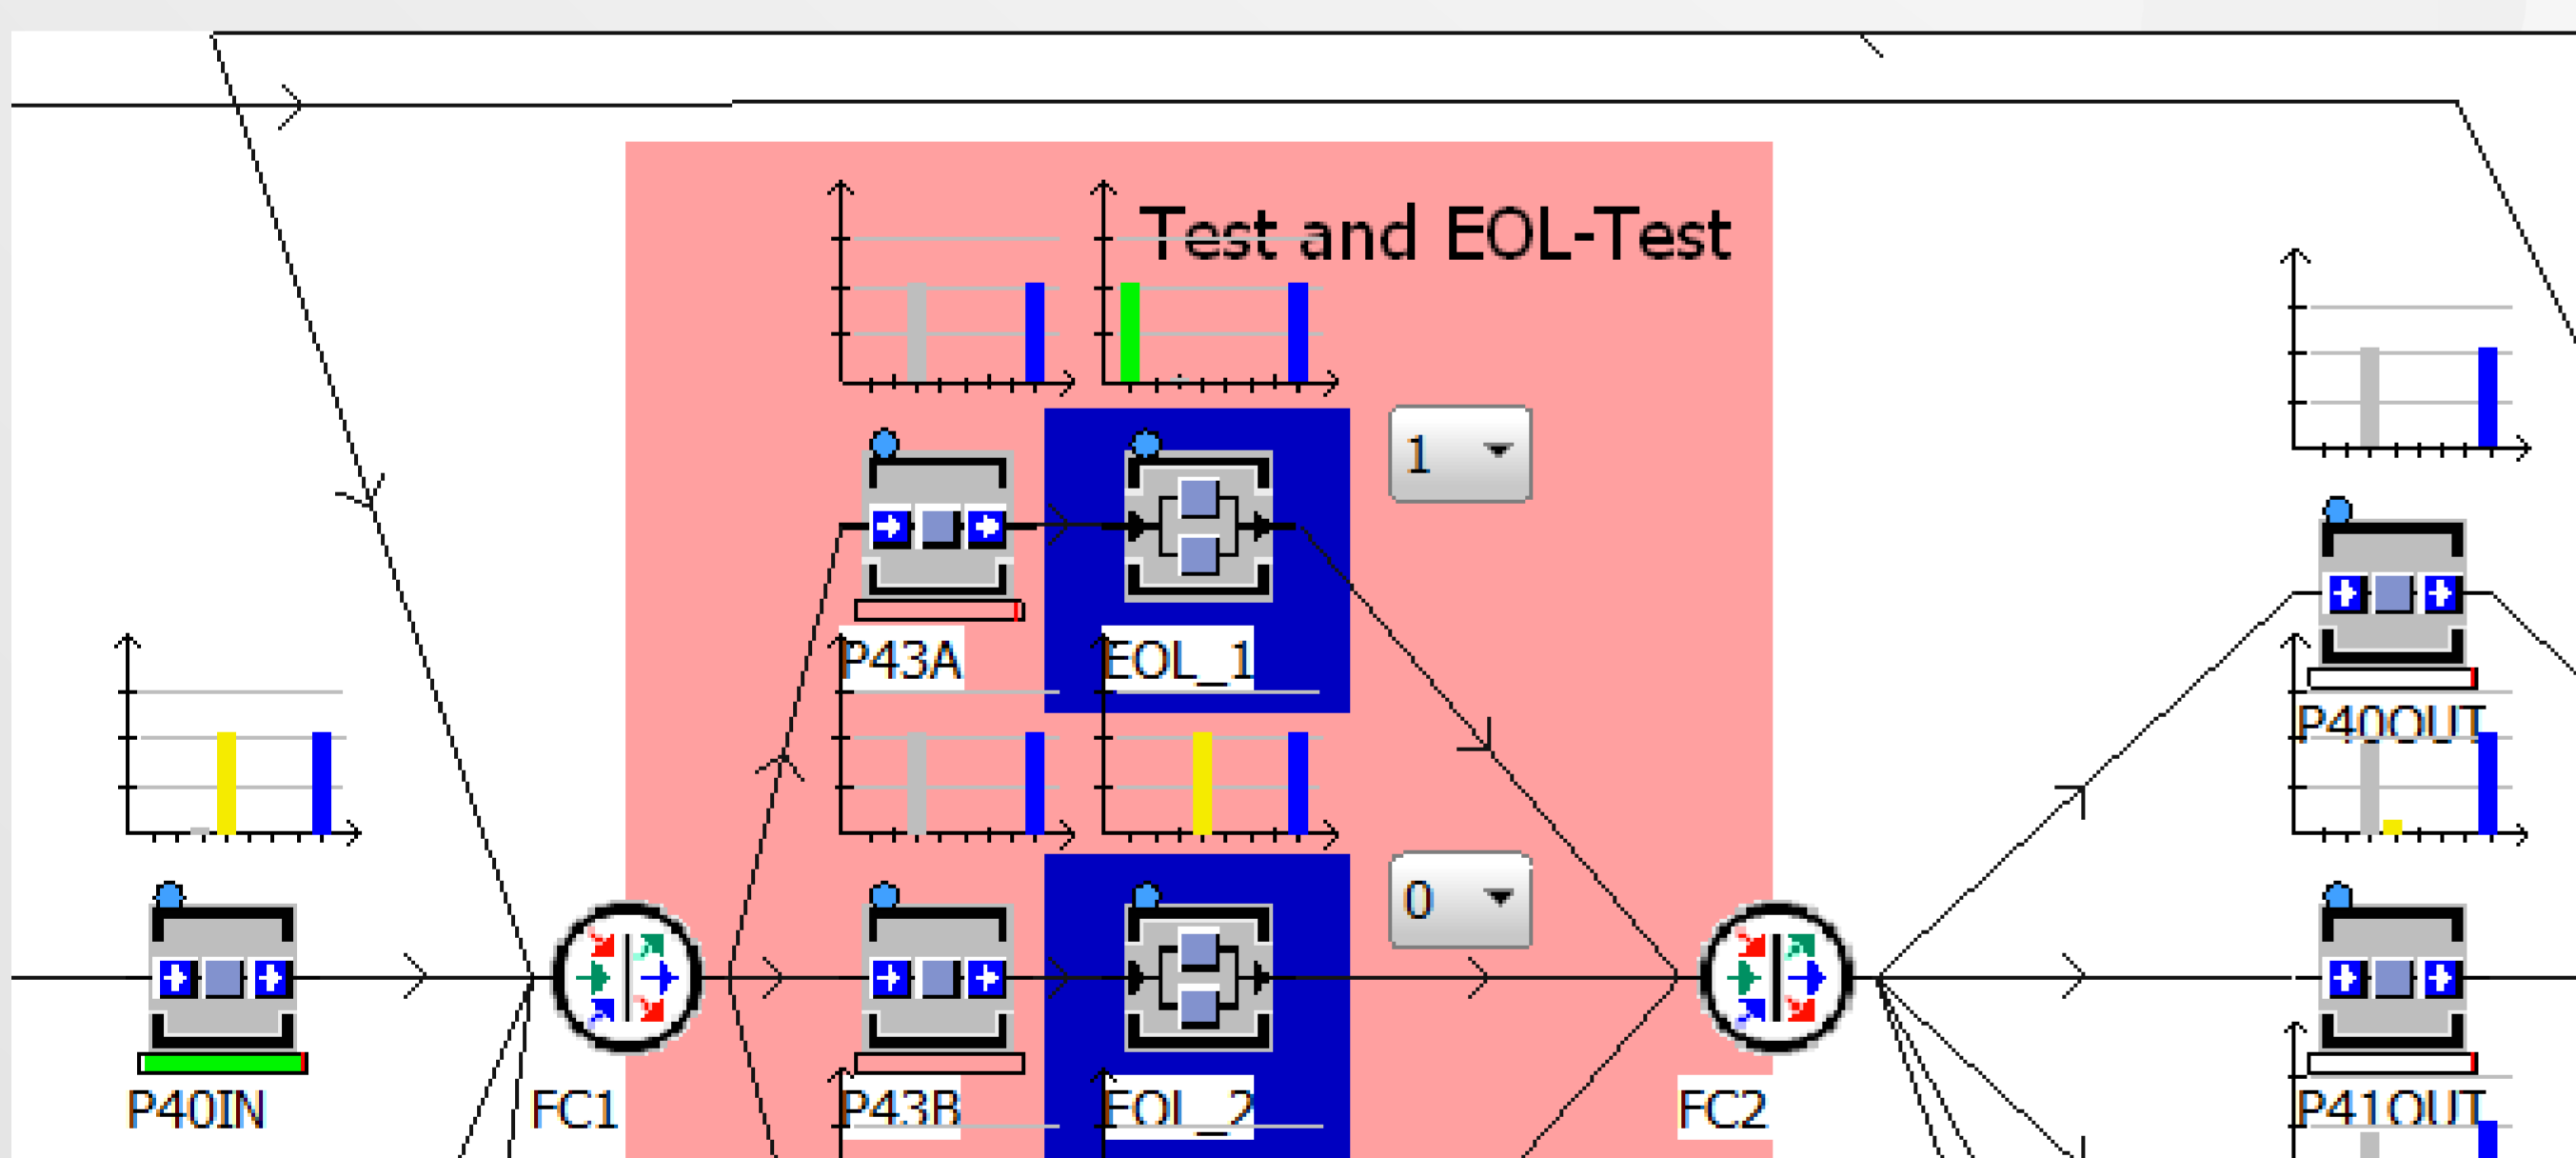 Test and EOL-Test
1
P43A
EOL_1
P40OUT
0
P40IN
FC1
P43B
EOL_2
FC2
P41OUT